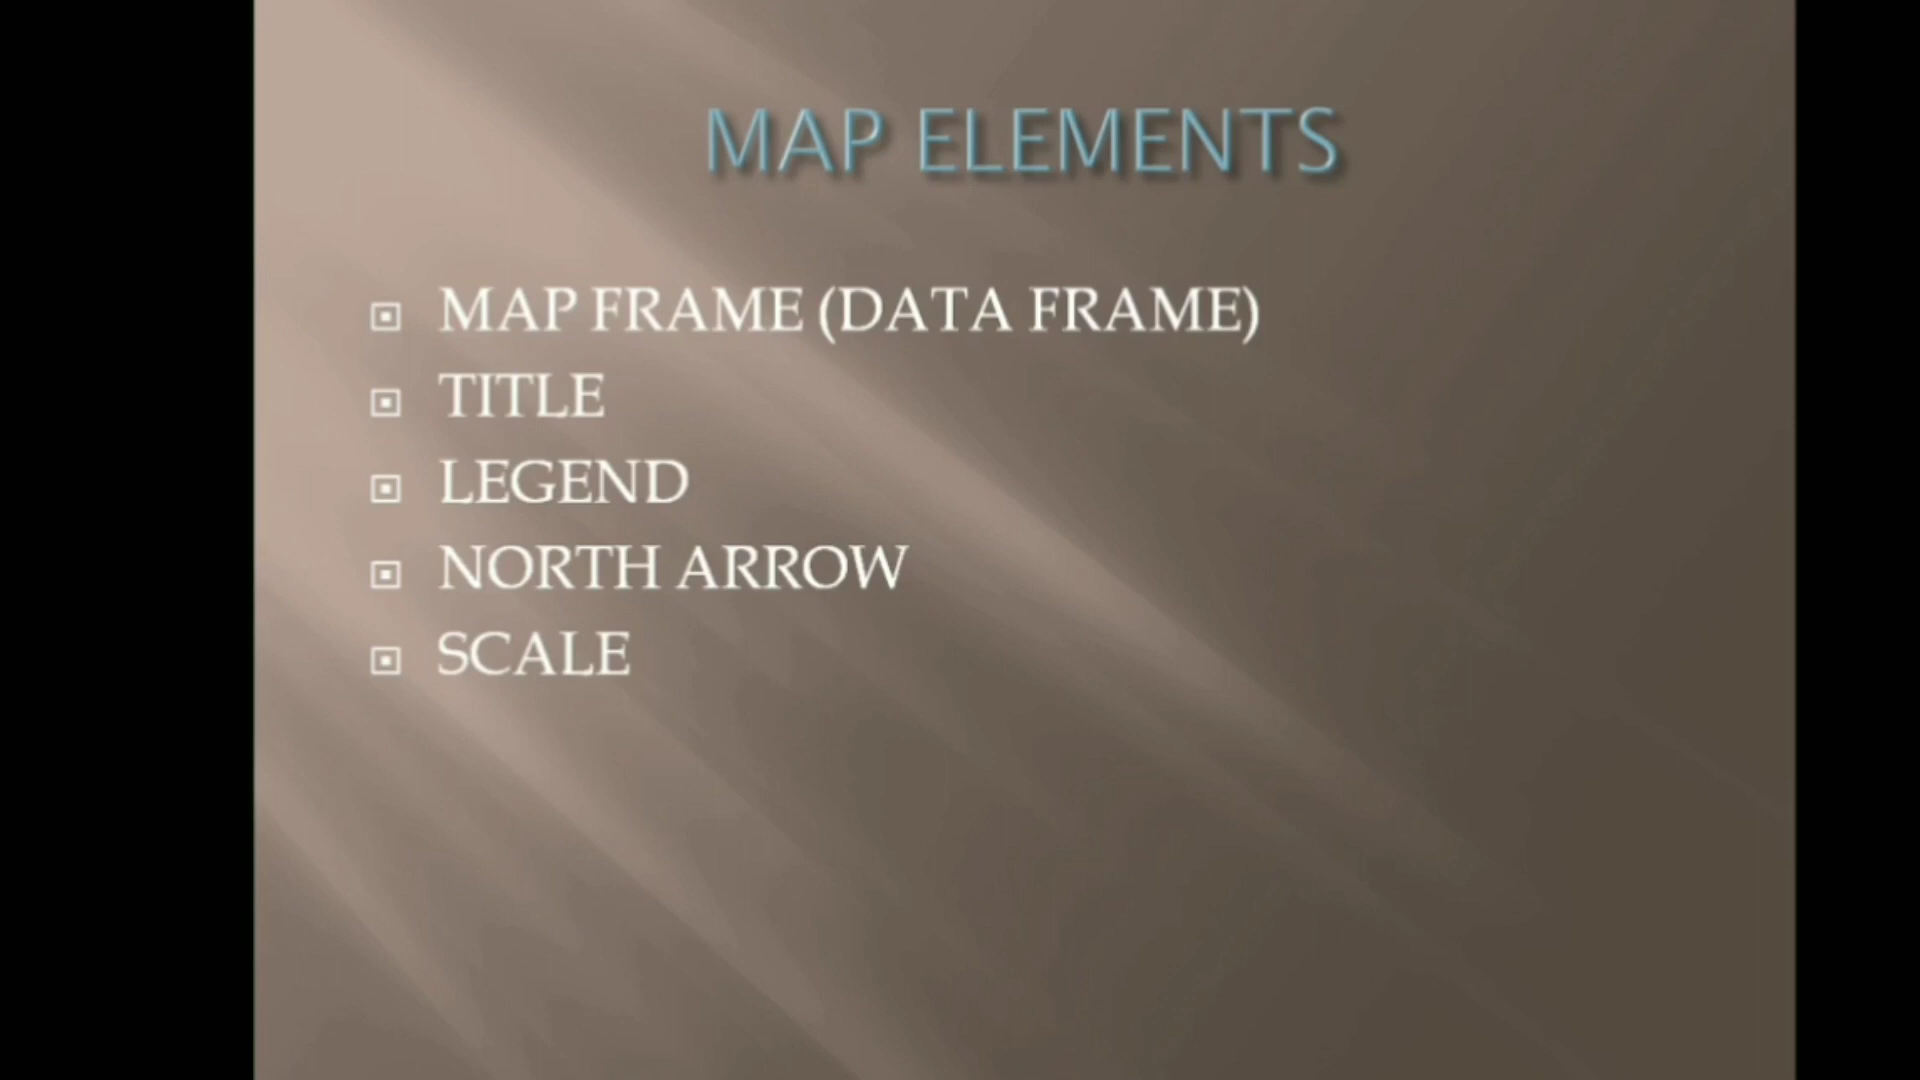 MAP ELEMENTS
MAP FRAME (DATA FRAME)
TITLE
LEGEND
NORTH ARROW
SCALE